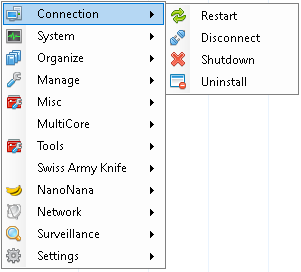 Connection
System
Organize
Manage
Misc
MultiCore
Tools
Swiss Army Knife
NanoNana
Network
Surveillance
Settings
Restart
Disconnect
Shutdown
Uninstall